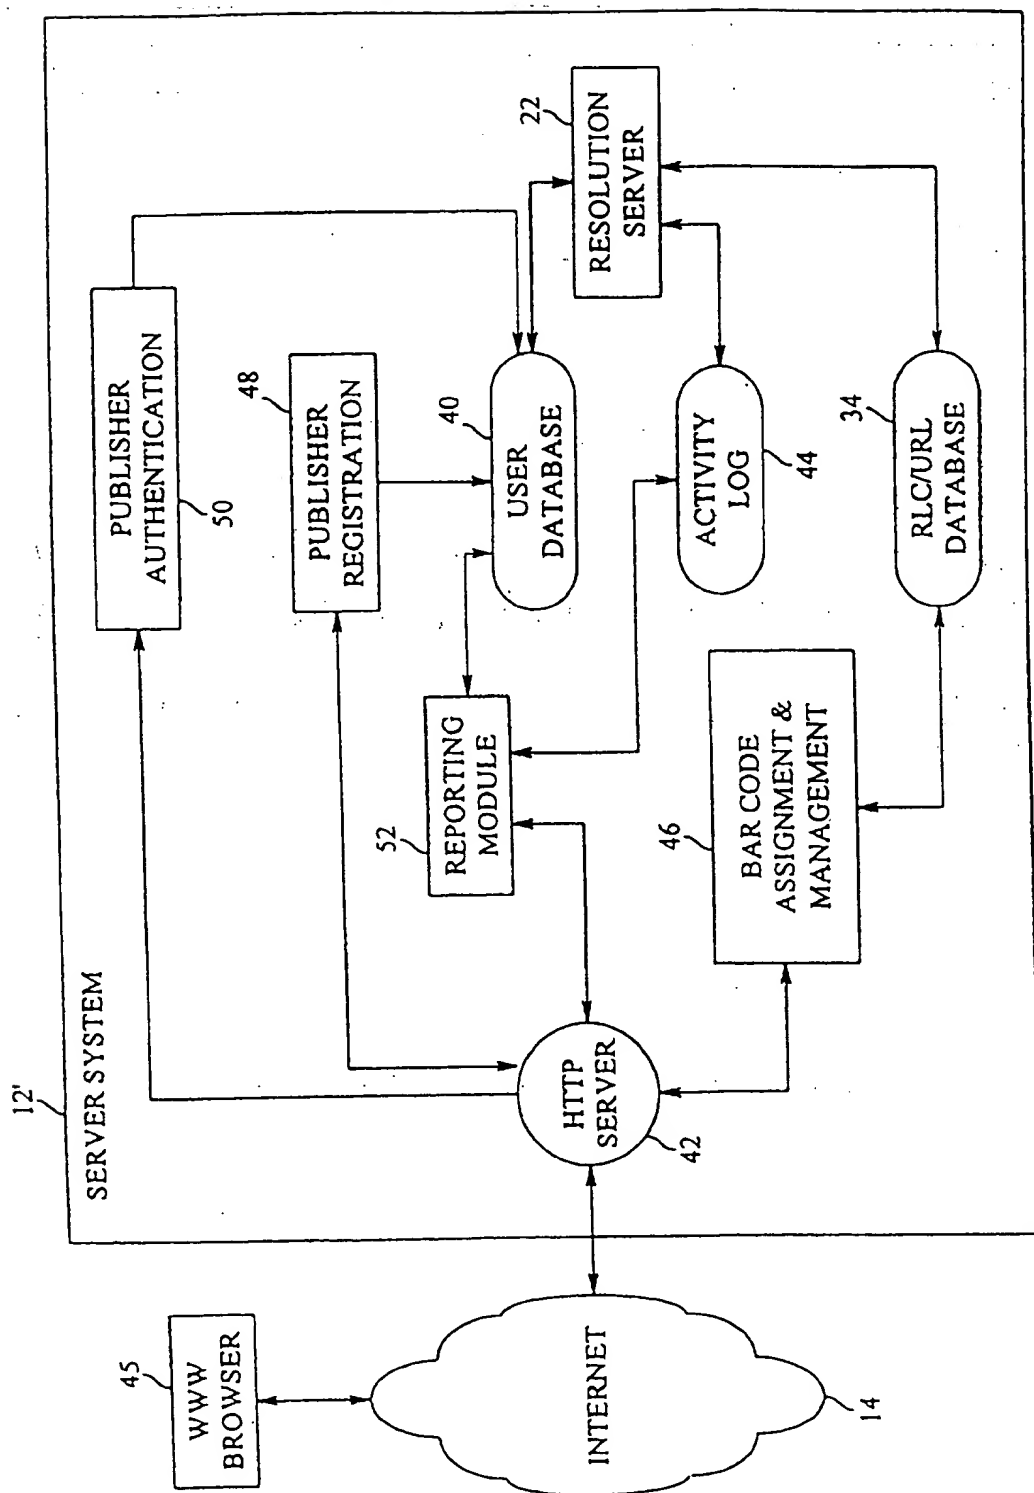 12'
SERVER SYSTEM
PUBLISHER
AUTHENTICATION
50
PUBLISHER
REGISTRATION
48
22
RESOLUTION
SERVER
40
USER
DATABASE
52
REPORTING
MODULE
ACTIVITY
LOG
44
34
RLC/URL
DATABASE
46
BAR CODE
ASSIGNMENT &
MANAGEMENT
HTTP
SERVER
42
45
WWW
BROWSER
INTERNET
14